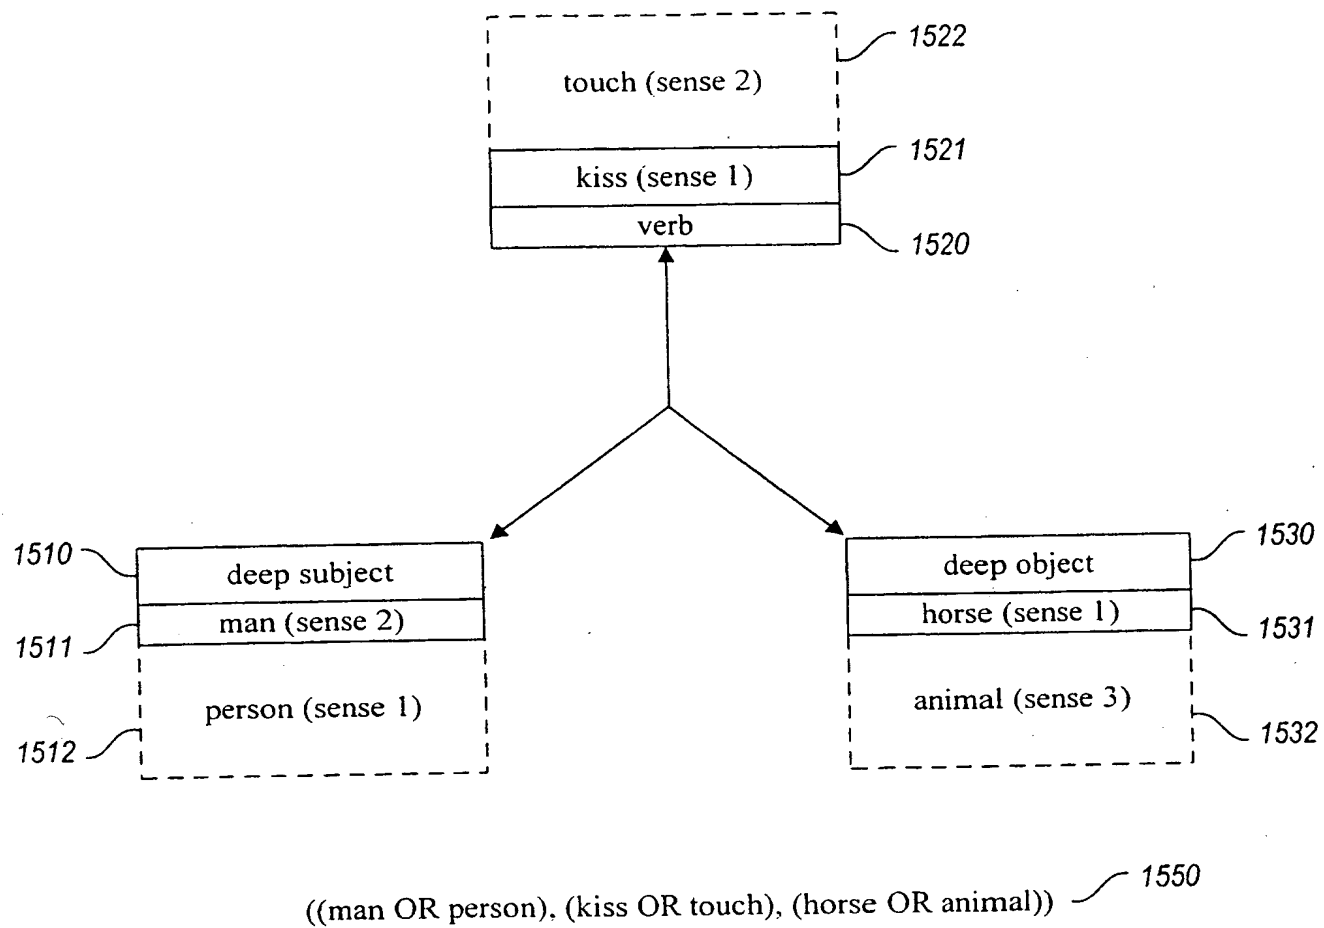 1522
touch (sense 2)
1521
kiss (sense 1)
verb
1520
1510
deep subject
man (sense 2)
1511
person (sense 1)
1512
1530
deep object
horse (sense 1)
1531
animal (sense 3)
1532
1550
((man OR person), (kiss OR touch), (horse OR animal))